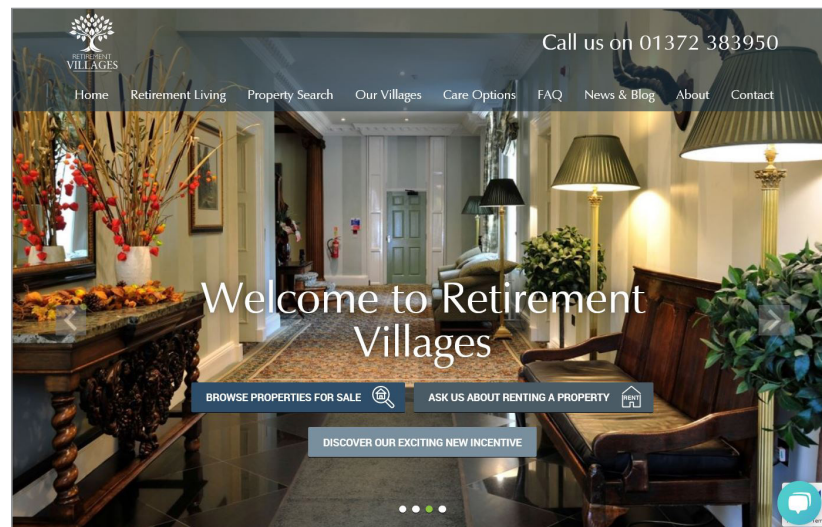 RETIREMENT
VILLAGES
Call us on 01372 383950
Home Retirement Living Property Search Our Villages Care Options FAQ News & Blog About Contact
Welcome to Retirement
Villages
BROWSE PROPERTIES FOR SALE
ASK US ABOUT RENTING A PROPERTY
RENT
DISCOVER OUR EXCITING NEW INCENTIVE